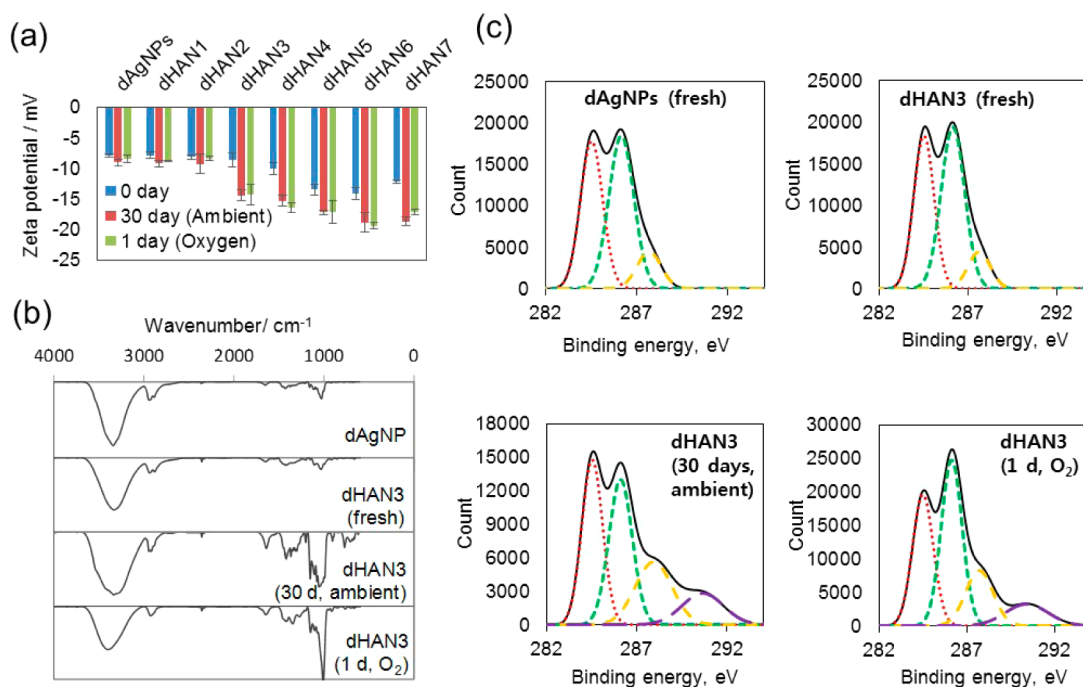 (a)
dAgNPs
dHAN1
dHAN2
dHAN3
dHAN4
dHAN5
dHAN6
dHAN7
Zeta potential / mV
0
-5
-10
-15
-20
-25
0 day
30 day (Ambient)
1 day (Oxygen)
(b)
Wavenumber/ cm⁻¹
4000 3000 2000 1000 0
dAgNP
dHAN3
(fresh)
dHAN3
(30 d, ambient)
dHAN3
(1 d, O₂)
(c)
dAgNPs (fresh)
Count
25000
20000
15000
10000
5000
0
282 287 292
Binding energy, eV
dHAN3 (fresh)
Count
25000
20000
15000
10000
5000
0
282 287 292
Binding energy, eV
dHAN3
(30 days,
ambient)
Count
18000
15000
12000
9000
6000
3000
0
282 287 292
Binding energy, eV
dHAN3
(1 d, O₂)
Count
30000
25000
20000
15000
10000
5000
0
282 287 292
Binding energy, eV